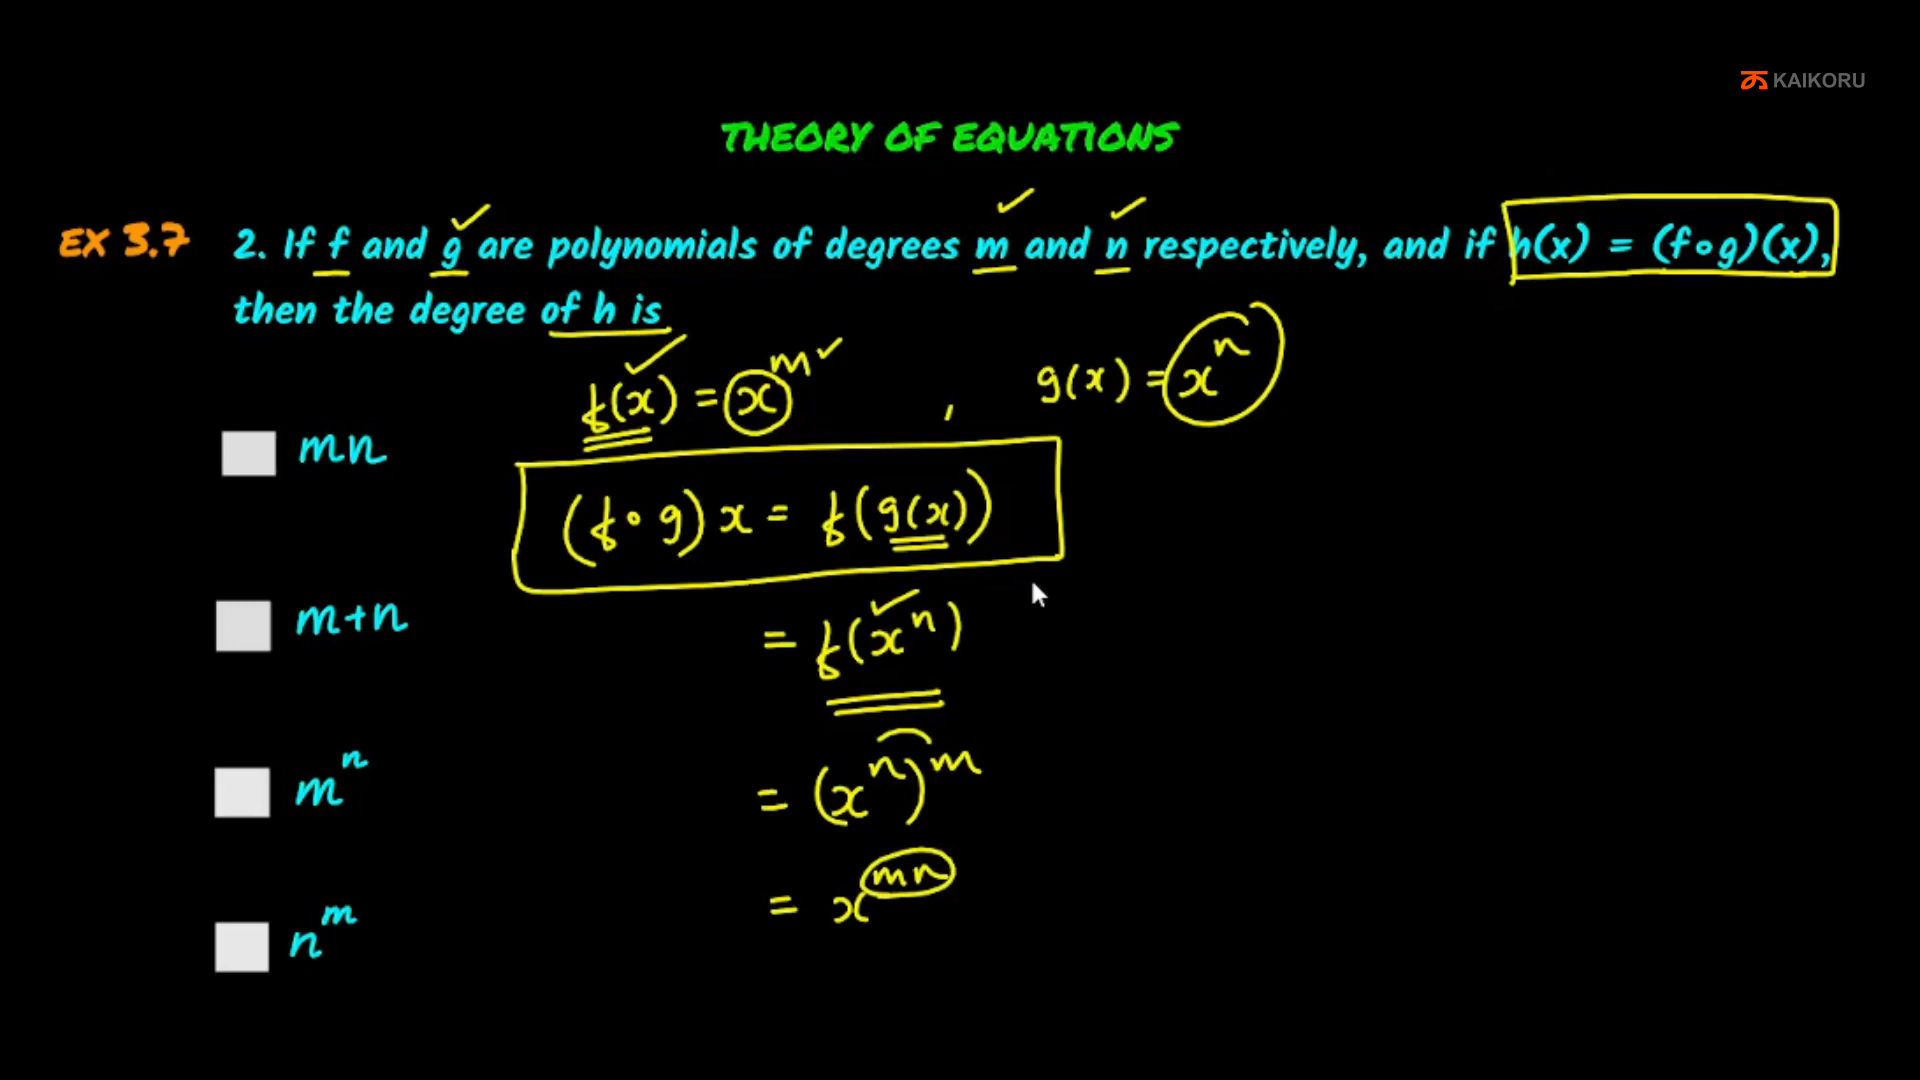 KAIKORU
THEORY OF EQUATIONS
EX 3.7 2. If f and g are polynomials of degrees m and n respectively, and if h(x) = (f∘g)(x),
then the degree of h is
f(x) = x^m , g(x) = x^n
mn
(f∘g)x = f(g(x))
m+n
= f(x^n)
m^n
= (x^n)^m
= x^mn
n^m